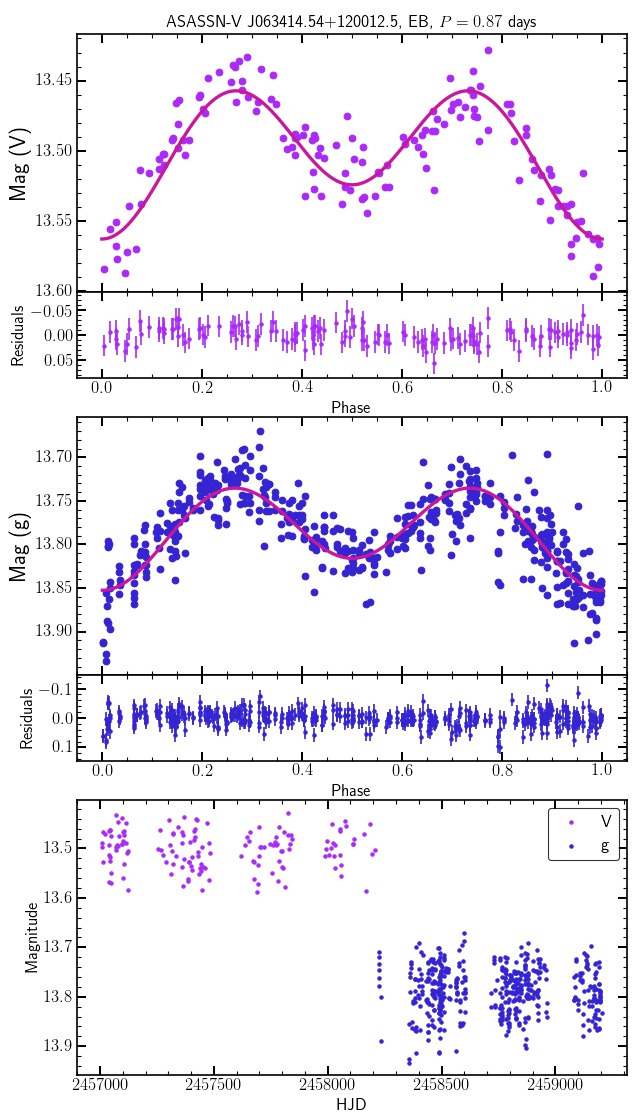 ASASSN-V J063414.54+120012.5, EB, P = 0.87 days
Mag (V)
13.45
13.50
13.55
13.60
Residuals
−0.05
0.00
0.05
0.0 0.2 0.4 0.6 0.8 1.0
Phase
Mag (g)
13.70
13.75
13.80
13.85
13.90
Residuals
−0.1
0.0
0.1
0.0 0.2 0.4 0.6 0.8 1.0
Phase
Magnitude
13.5
13.6
13.7
13.8
13.9
V
g
2457000 2457500 2458000 2458500 2459000
HJD